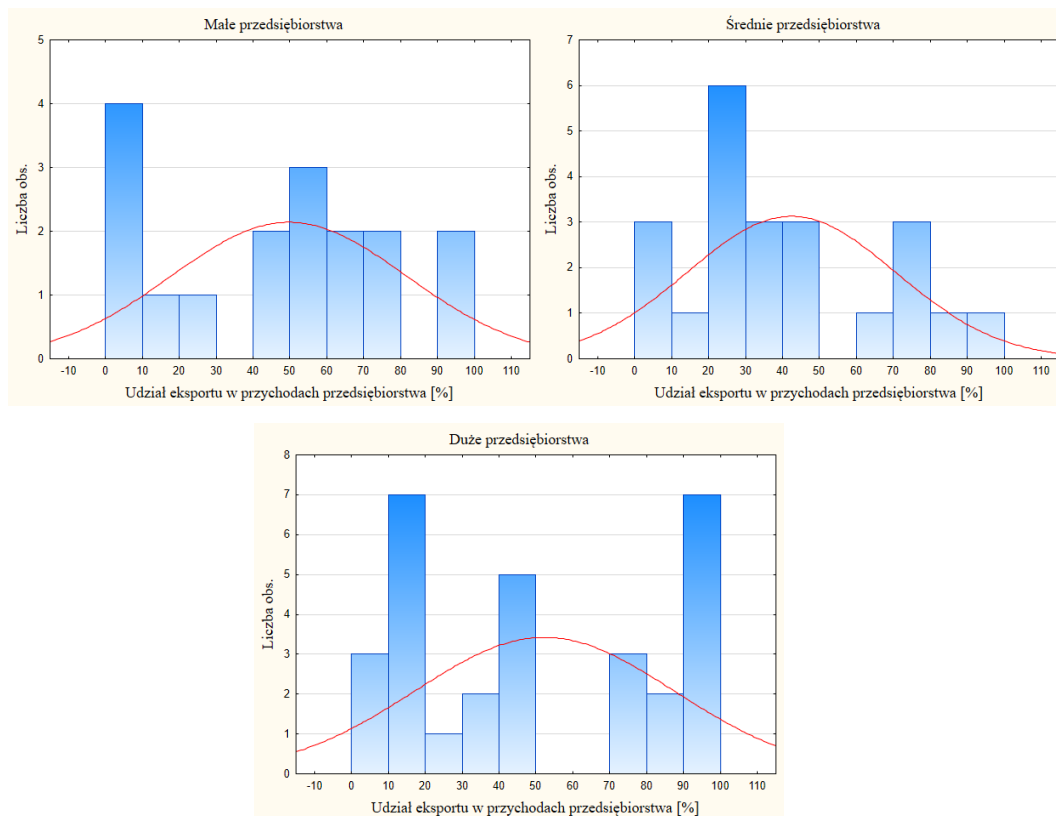 Małe przedsiębiorstwa
5
4
3
2
1
0
Liczba obs.
-10 0 10 20 30 40 50 60 70 80 90 100 110
Udział eksportu w przychodach przedsiębiorstwa [%]
Średnie przedsiębiorstwa
7
6
5
4
3
2
1
0
Liczba obs.
-10 0 10 20 30 40 50 60 70 80 90 100 110
Udział eksportu w przychodach przedsiębiorstwa [%]
Duże przedsiębiorstwa
8
7
6
5
4
3
2
1
0
Liczba obs.
-10 0 10 20 30 40 50 60 70 80 90 100 110
Udział eksportu w przychodach przedsiębiorstwa [%]